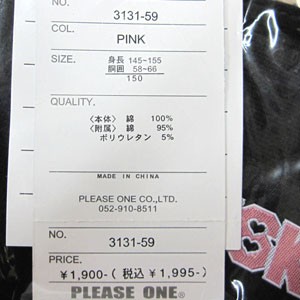 NO. 3131-59
COL. PINK
SIZE. 身長 145~155
胴囲 58~66
150
QUALITY.
〈本体〉 綿 100%
〈附属〉 綿 95%
ポリウレタン 5%
MADE IN CHINA
PLEASE ONE CO.,LTD.
052-910-8511
NO. 3131-59
PRICE.
¥1,900-( 税込 ¥1,995-)
PLEASE ONE®
SK